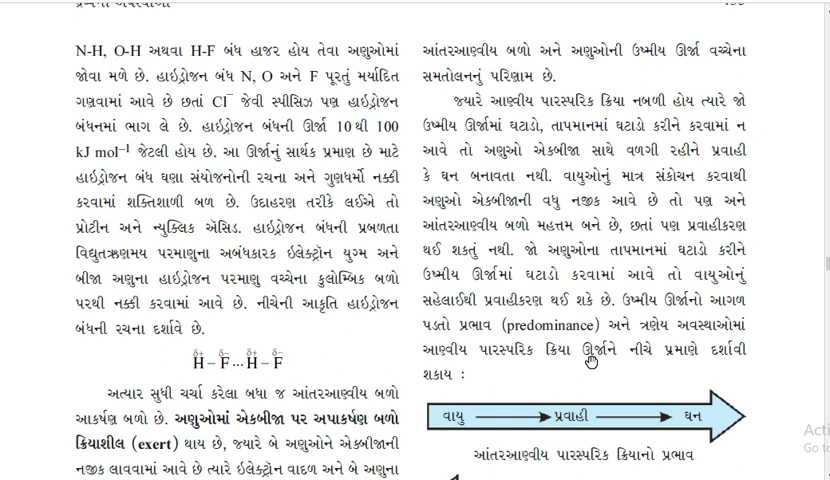 N-H, O-H અથવા H-F બંધ હાજર હોય તેવા અણુઓમાં
જોવા મળે છે. હાઇડ્રોજન બંધ N, O અને F પૂરતું મર્યાદિત
ગણવામાં આવે છે છતાં Cl⁻ જેવી સ્પીસિઝ પણ હાઇડ્રોજન
બંધનમાં ભાગ લે છે. હાઇડ્રોજન બંધની ઊર્જા 10 થી 100
kJ mol⁻¹ જેટલી હોય છે. આ ઊર્જાનું સાર્થક પ્રમાણ છે માટે
હાઇડ્રોજન બંધ ઘણા સંયોજનોની રચના અને ગુણધર્મો નક્કી
કરવામાં શક્તિશાળી બળ છે. ઉદાહરણ તરીકે લઈએ તો
પ્રોટીન અને ન્યુક્લિક ઍસિડ. હાઇડ્રોજન બંધની પ્રબળતા
વિદ્યુતઋણમય પરમાણુના અબંધકારક ઇલેક્ટ્રૉન યુગ્મ અને
બીજા અણુના હાઇડ્રોજન પરમાણુ વચ્ચેના કુલોમ્બિક બળો
પરથી નક્કી કરવામાં આવે છે. નીચેની આકૃતિ હાઇડ્રોજન
બંધની રચના દર્શાવે છે.
δ+ δ− δ+ δ−
H – F ... H – F
અત્યાર સુધી ચર્ચા કરેલા બધા જ આંતરઆણ્વીય બળો
આકર્ષણ બળો છે. અણુઓમાં એકબીજા પર અપાકર્ષણ બળો
ક્રિયાશીલ (exert) થાય છે, જ્યારે બે અણુઓને એકબીજાની
નજીક લાવવામાં આવે છે ત્યારે ઇલેક્ટ્રૉન વાદળ અને બે અણુના
આંતરઆણ્વીય બળો અને અણુઓની ઉષ્મીય ઊર્જા વચ્ચેના
સમતોલનનું પરિણામ છે.
જ્યારે આણ્વીય પારસ્પરિક ક્રિયા નબળી હોય ત્યારે જો
ઉષ્મીય ઊર્જામાં ઘટાડો, તાપમાનમાં ઘટાડો કરીને કરવામાં ન
આવે તો અણુઓ એકબીજા સાથે વળગી રહીને પ્રવાહી
કે ઘન બનાવતા નથી. વાયુઓનું માત્ર સંકોચન કરવાથી
અણુઓ એકબીજાની વધુ નજીક આવે છે તો પણ અને
આંતરઆણ્વીય બળો મહત્તમ બને છે, છતાં પણ પ્રવાહીકરણ
થઈ શકતું નથી. જો અણુઓના તાપમાનમાં ઘટાડો કરીને
ઉષ્મીય ઊર્જામાં ઘટાડો કરવામાં આવે તો વાયુઓનું
સહેલાઈથી પ્રવાહીકરણ થઈ શકે છે. ઉષ્મીય ઊર્જાનો આગળ
પડતો પ્રભાવ (predominance) અને ત્રણેય અવસ્થાઓમાં
આણ્વીય પારસ્પરિક ક્રિયા ઊર્જાને નીચે પ્રમાણે દર્શાવી
શકાય :
વાયુ પ્રવાહી ઘન
આંતરઆણ્વીય પારસ્પરિક ક્રિયાનો પ્રભાવ